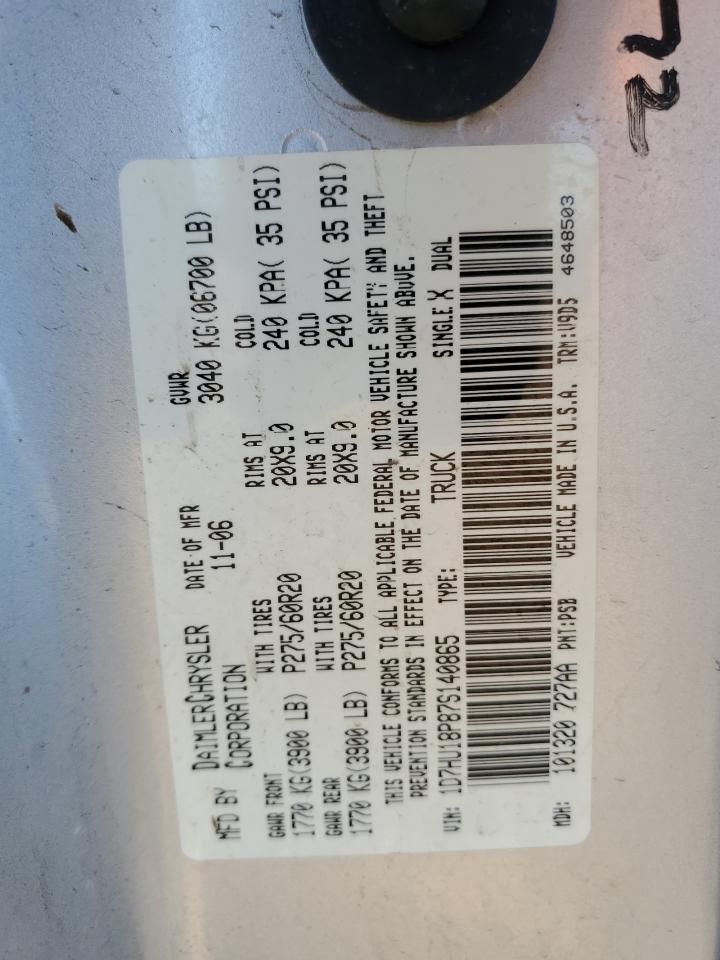 MFD BY DAIMLERCHRYSLER CORPORATION
DATE OF MFR 11-06
GVWR 3040 KG(06700 LB)
GAWR FRONT WITH TIRES RIMS AT COLD
1770 KG(3900 LB) P275/60R20 20X9.0 240 KPA( 35 PSI)
GAWR REAR WITH TIRES RIMS AT COLD
1770 KG(3900 LB) P275/60R20 20X9.0 240 KPA( 35 PSI)
THIS VEHICLE CONFORMS TO ALL APPLICABLE FEDERAL MOTOR VEHICLE SAFETY AND THEFT
PREVENTION STANDARDS IN EFFECT ON THE DATE OF MANUFACTURE SHOWN ABOVE.
VIN: 1D7HU18P87S140865 TYPE: TRUCK SINGLE X DUAL
MDH: 101320 727AA PNT:PSB VEHICLE MADE IN U.S.A. TRM:V9D5
4648503